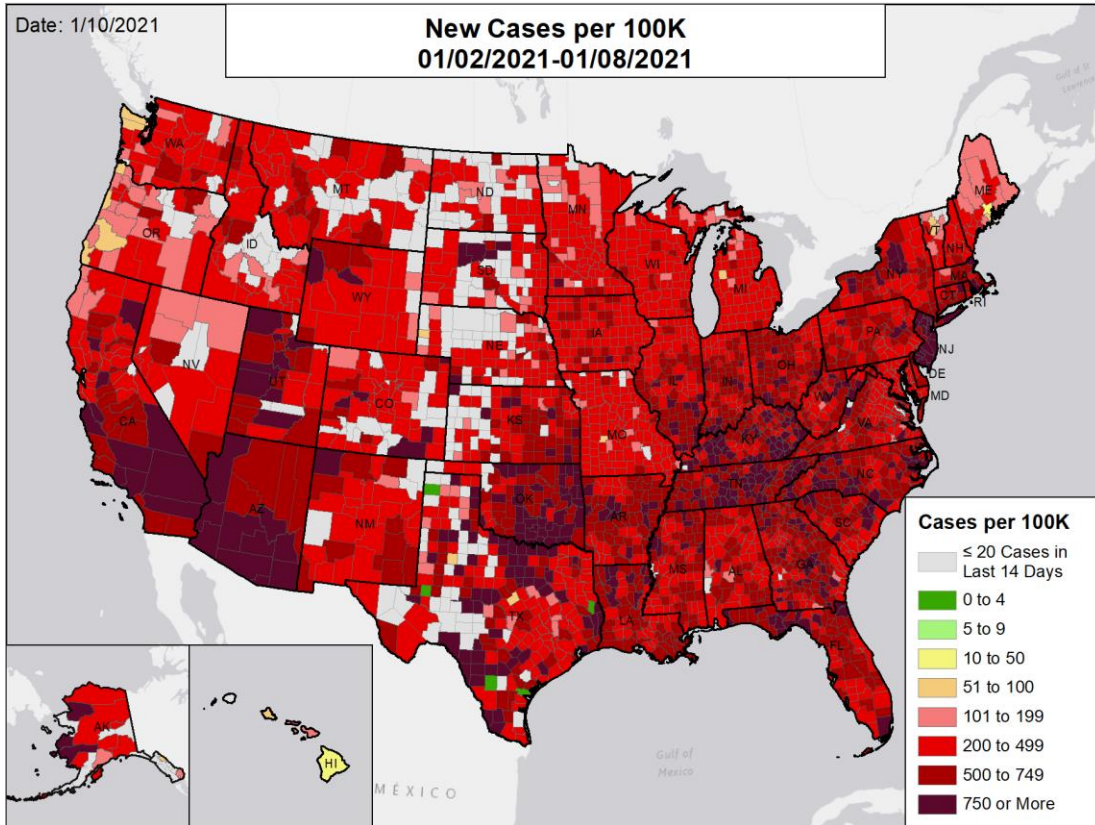 Date: 1/10/2021
New Cases per 100K
01/02/2021-01/08/2021
Gulf of St
Lawrence
WA
MT
ND
MN
ME
OR
ID
SD
WI
MI
VT
NH
NY
MA
WY
CT
RI
IA
NE
PA
NJ
NV
UT
CO
IL
IN
OH
DE
MD
CA
KS
MO
WV
VA
KY
NC
AZ
NM
OK
AR
TN
SC
MS
AL
GA
TX
LA
FL
Gulf of
Mexico
MÉXICO
AK
HI
Cases per 100K
≤ 20 Cases in
Last 14 Days
0 to 4
5 to 9
10 to 50
51 to 100
101 to 199
200 to 499
500 to 749
750 or More